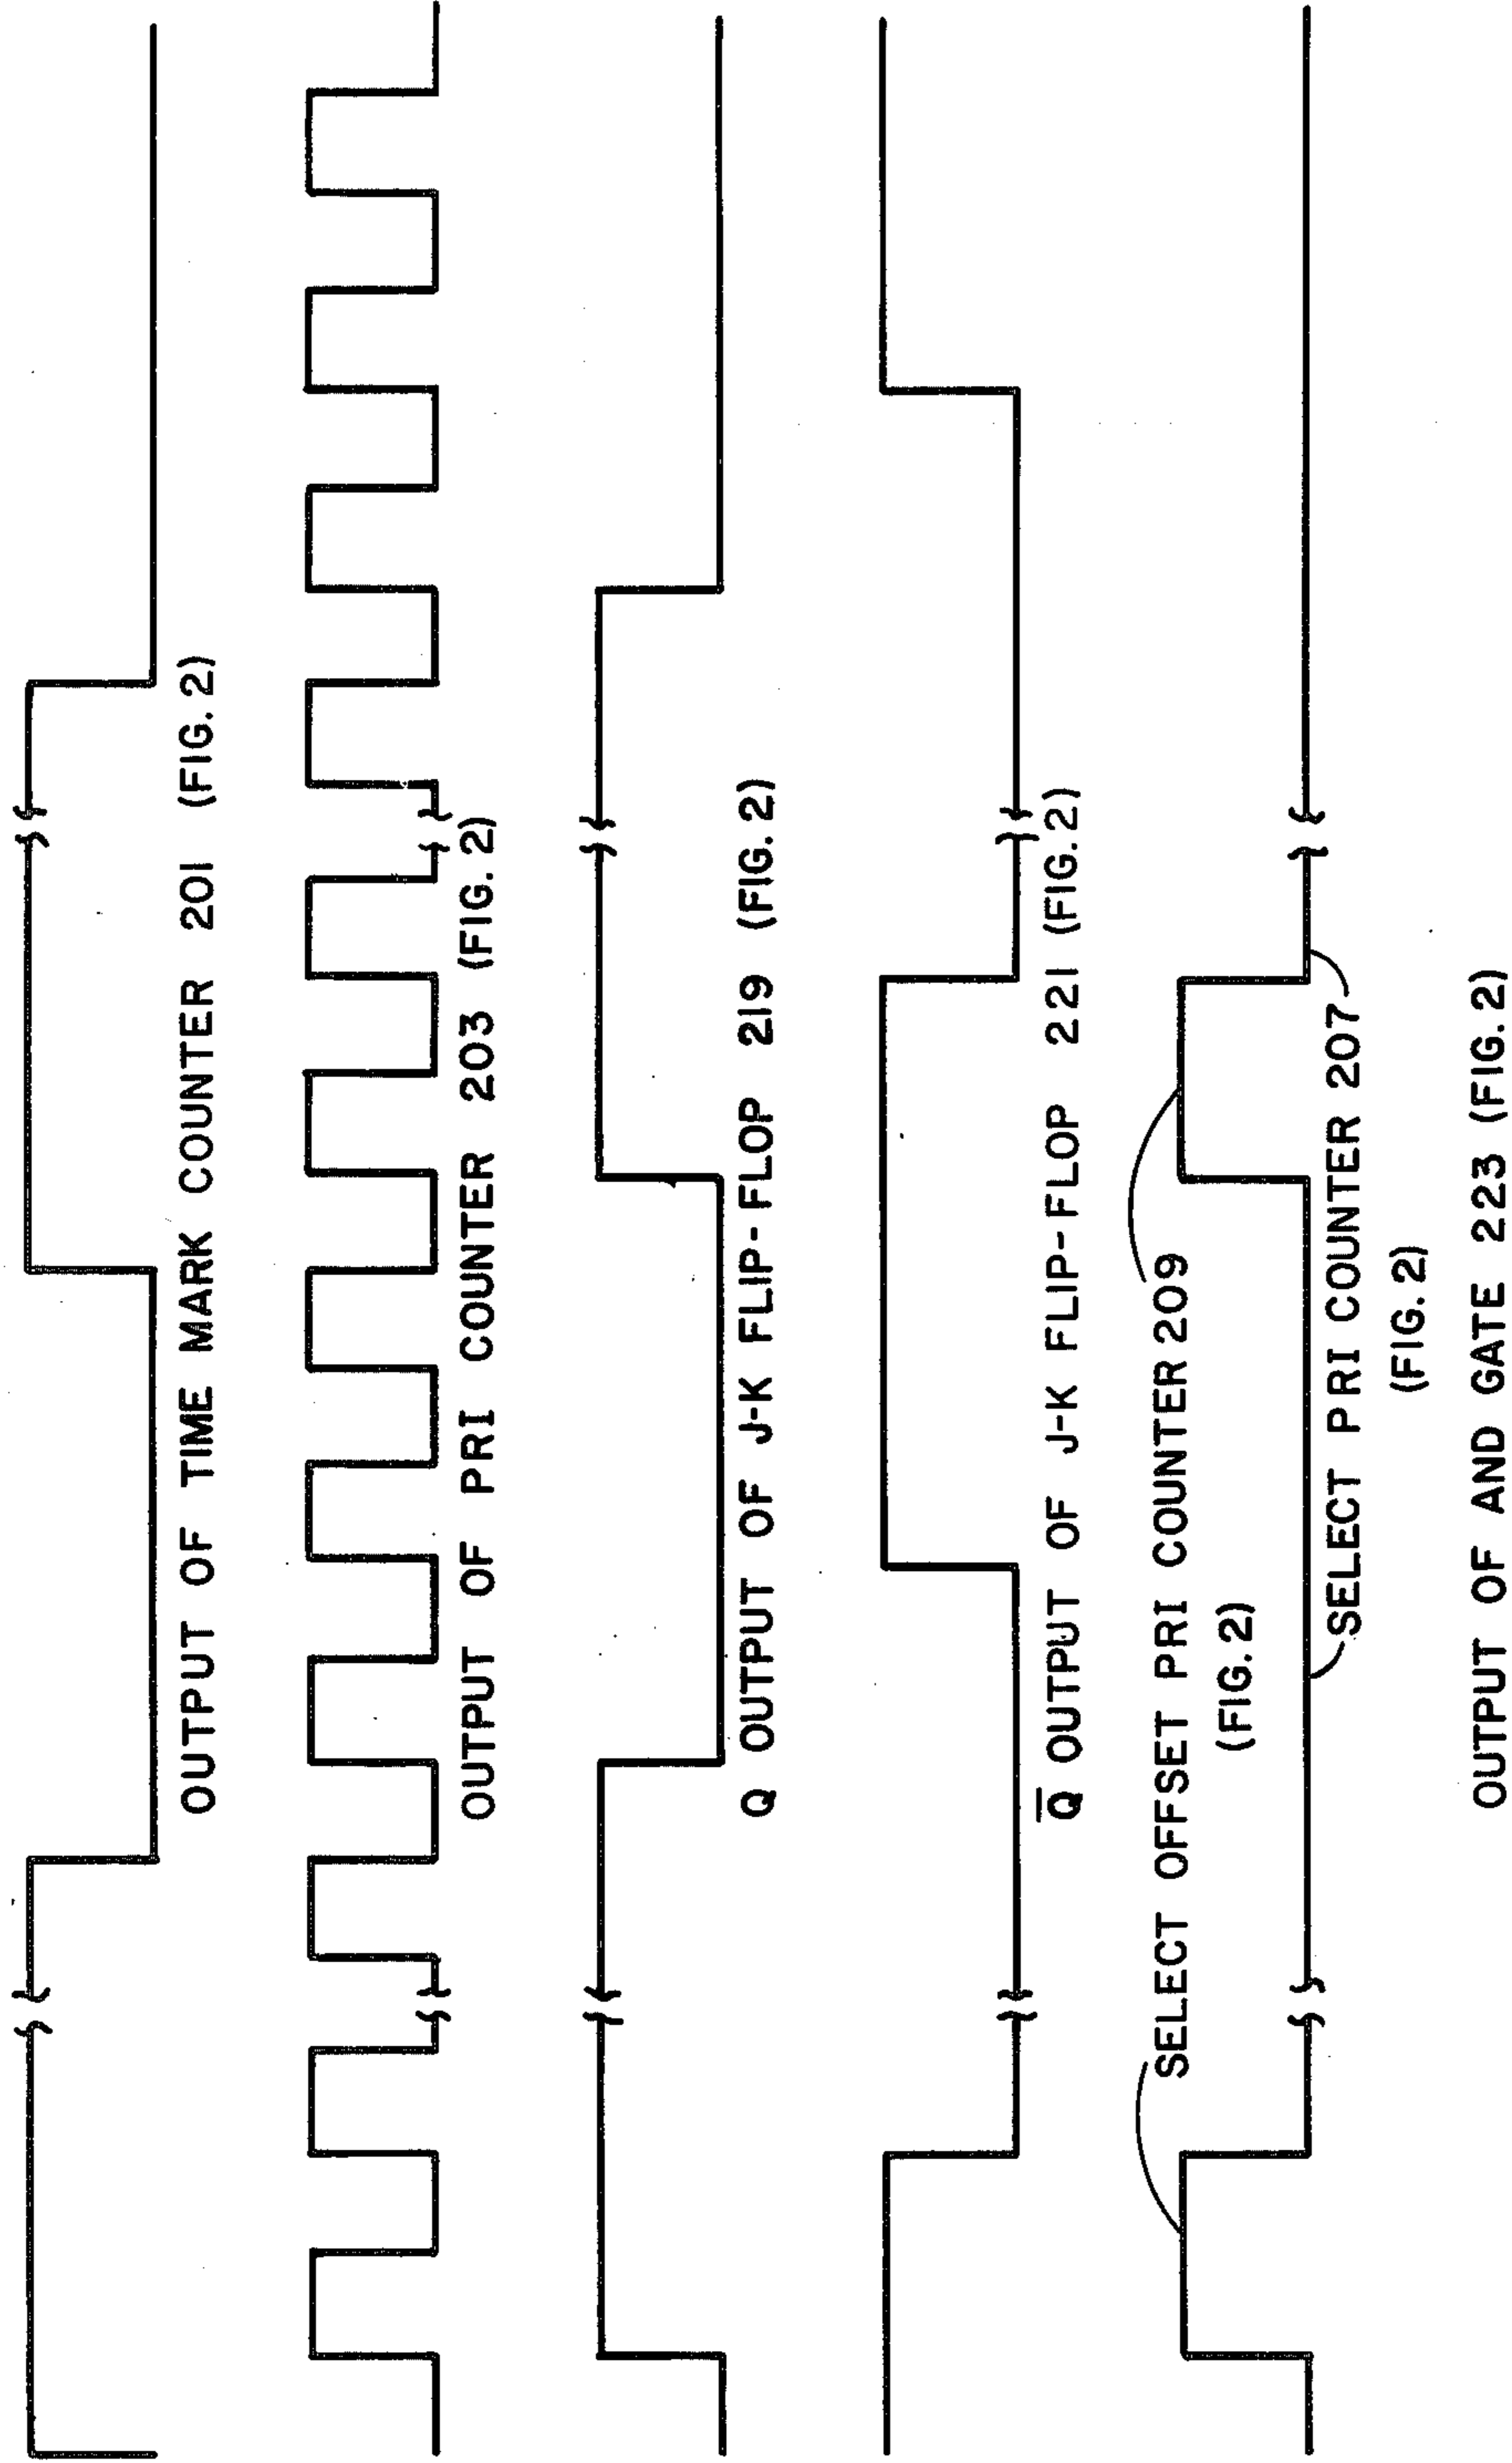 OUTPUT OF TIME MARK COUNTER 201 (FIG. 2)
OUTPUT OF PRI COUNTER 203 (FIG. 2)
Q OUTPUT OF J-K FLIP-FLOP 219 (FIG. 2)
Q̅ OUTPUT OF J-K FLIP-FLOP 221 (FIG. 2)
SELECT OFFSET PRI COUNTER 209
(FIG. 2)
SELECT PRI COUNTER 207
(FIG. 2)
OUTPUT OF AND GATE 223 (FIG. 2)